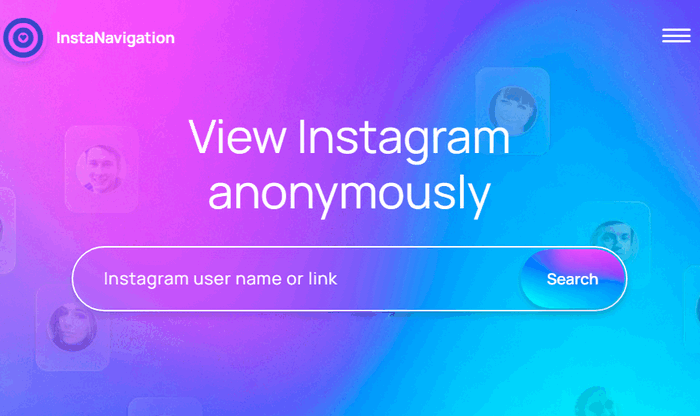 InstaNavigation
View Instagram
anonymously
Instagram user name or link
Search